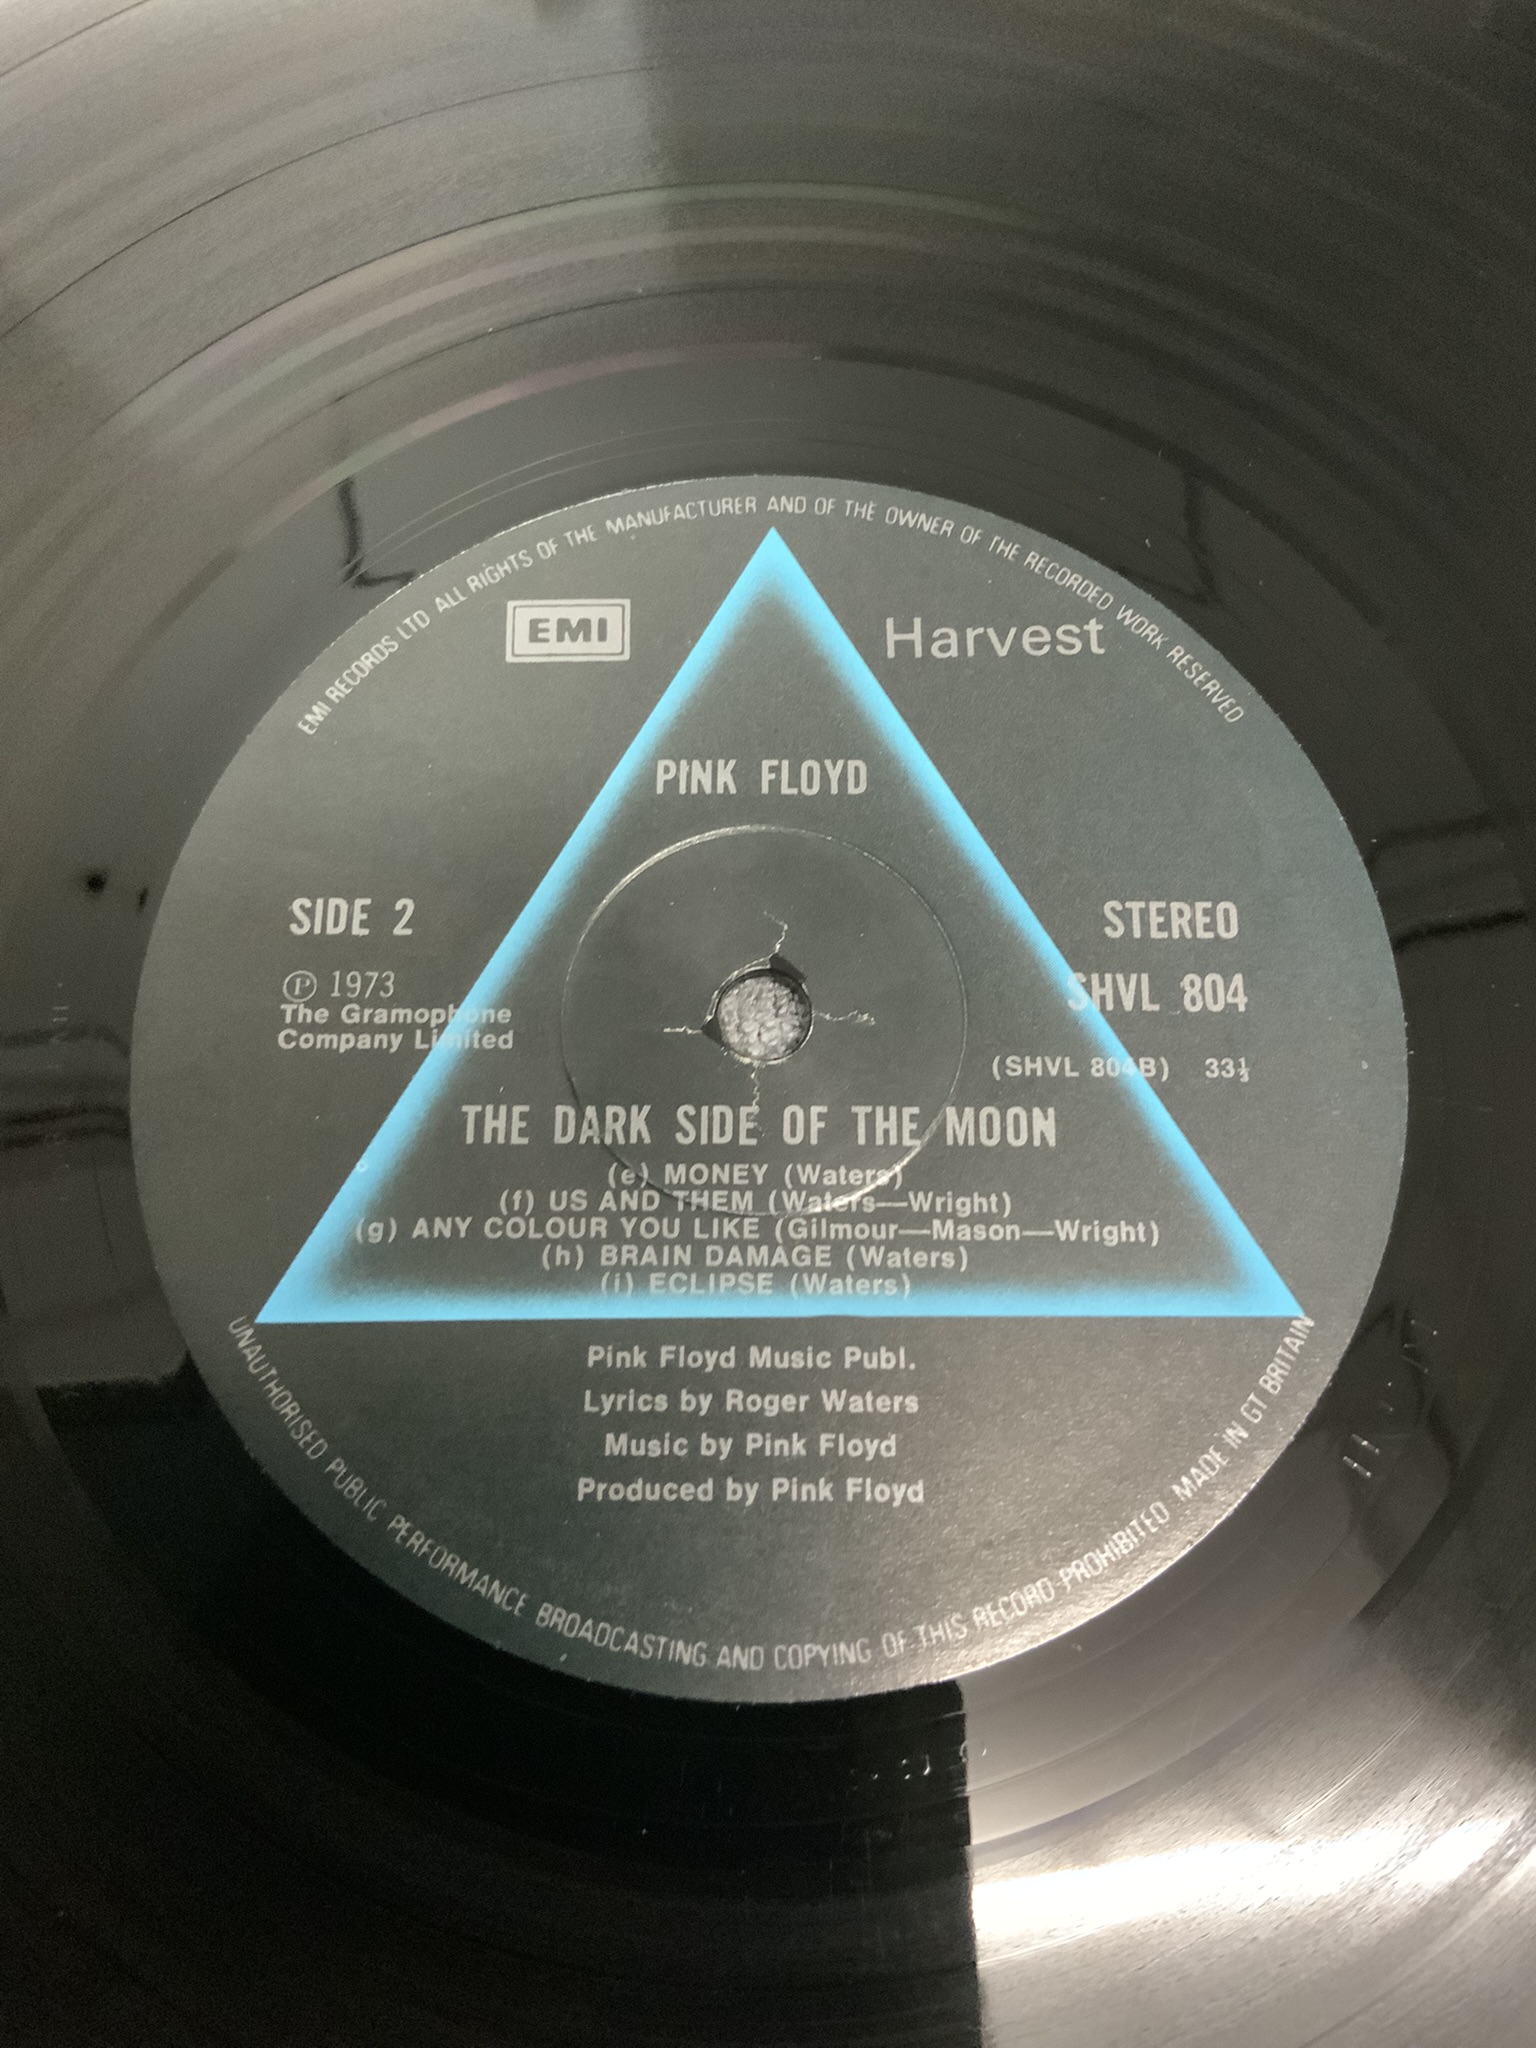 EMI RECORDS LTD ALL RIGHTS OF THE MANUFACTURER AND OF THE OWNER OF THE RECORDED WORK RESERVED
EMI
Harvest
PINK FLOYD
SIDE 2
STEREO
℗ 1973
The Gramophone
Company Limited
SHVL 804
(SHVL 804B) 33⅓
THE DARK SIDE OF THE MOON
(e) MONEY (Waters)
(f) US AND THEM (Waters—Wright)
(g) ANY COLOUR YOU LIKE (Gilmour—Mason—Wright)
(h) BRAIN DAMAGE (Waters)
(i) ECLIPSE (Waters)
Pink Floyd Music Publ.
Lyrics by Roger Waters
Music by Pink Floyd
Produced by Pink Floyd
UNAUTHORISED PUBLIC PERFORMANCE BROADCASTING AND COPYING OF THIS RECORD PROHIBITED MADE IN GT BRITAIN